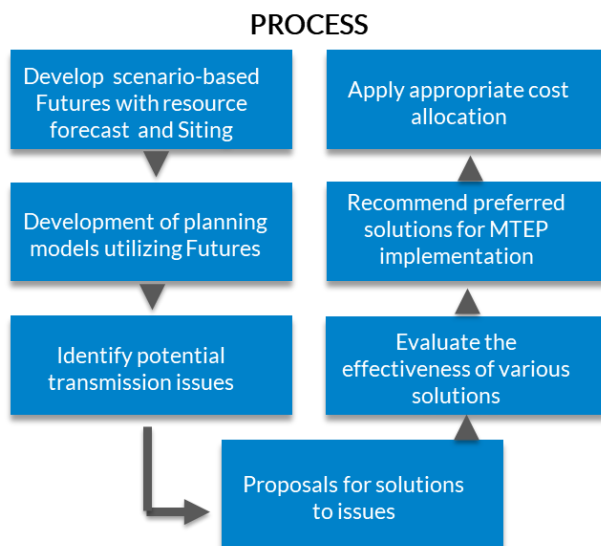 PROCESS
Develop scenario-based
Futures with resource
forecast and Siting
Development of planning
models utilizing Futures
Identify potential
transmission issues
Proposals for solutions
to issues
Evaluate the
effectiveness of various
solutions
Recommend preferred
solutions for MTEP
implementation
Apply appropriate cost
allocation